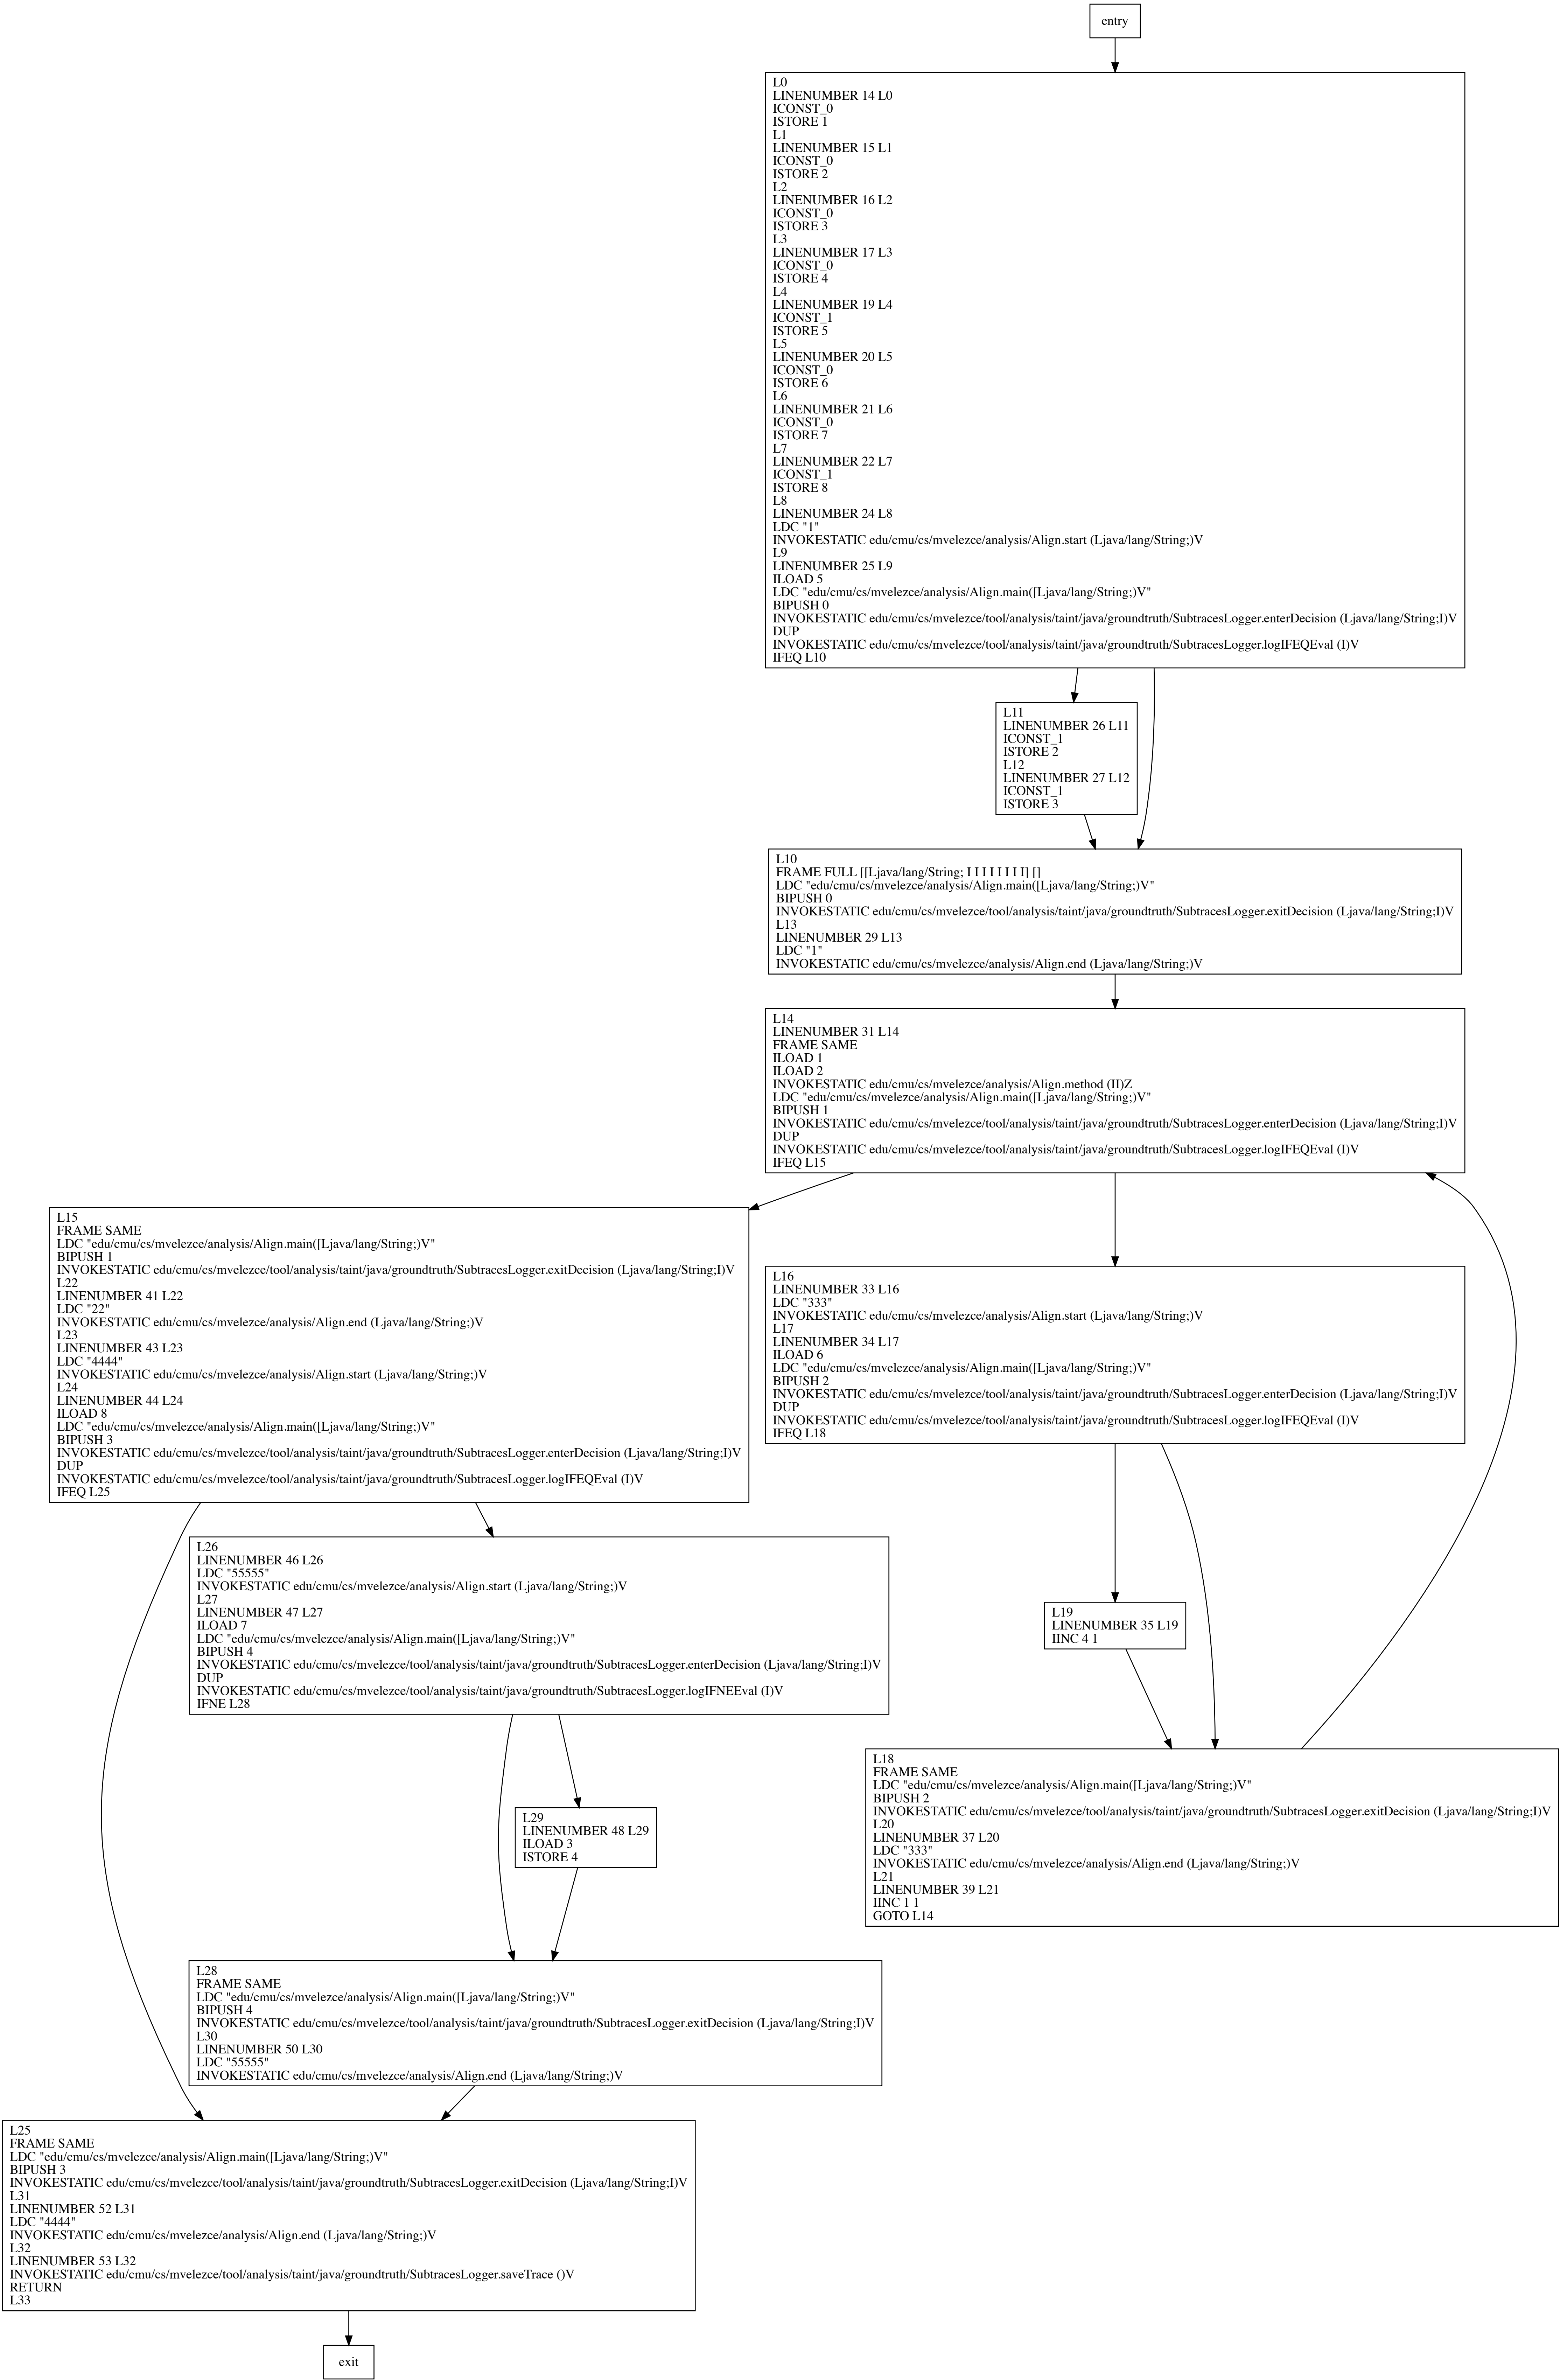 entry
L0
LINENUMBER 14 L0
ICONST_0
ISTORE 1
L1
LINENUMBER 15 L1
ICONST_0
ISTORE 2
L2
LINENUMBER 16 L2
ICONST_0
ISTORE 3
L3
LINENUMBER 17 L3
ICONST_0
ISTORE 4
L4
LINENUMBER 19 L4
ICONST_1
ISTORE 5
L5
LINENUMBER 20 L5
ICONST_0
ISTORE 6
L6
LINENUMBER 21 L6
ICONST_0
ISTORE 7
L7
LINENUMBER 22 L7
ICONST_1
ISTORE 8
L8
LINENUMBER 24 L8
LDC "1"
INVOKESTATIC edu/cmu/cs/mvelezce/analysis/Align.start (Ljava/lang/String;)V
L9
LINENUMBER 25 L9
ILOAD 5
LDC "edu/cmu/cs/mvelezce/analysis/Align.main([Ljava/lang/String;)V"
BIPUSH 0
INVOKESTATIC edu/cmu/cs/mvelezce/tool/analysis/taint/java/groundtruth/SubtracesLogger.enterDecision (Ljava/lang/String;I)V
DUP
INVOKESTATIC edu/cmu/cs/mvelezce/tool/analysis/taint/java/groundtruth/SubtracesLogger.logIFEQEval (I)V
IFEQ L10
L11
LINENUMBER 26 L11
ICONST_1
ISTORE 2
L12
LINENUMBER 27 L12
ICONST_1
ISTORE 3
L10
FRAME FULL [[Ljava/lang/String; I I I I I I I I] []
LDC "edu/cmu/cs/mvelezce/analysis/Align.main([Ljava/lang/String;)V"
BIPUSH 0
INVOKESTATIC edu/cmu/cs/mvelezce/tool/analysis/taint/java/groundtruth/SubtracesLogger.exitDecision (Ljava/lang/String;I)V
L13
LINENUMBER 29 L13
LDC "1"
INVOKESTATIC edu/cmu/cs/mvelezce/analysis/Align.end (Ljava/lang/String;)V
L14
LINENUMBER 31 L14
FRAME SAME
ILOAD 1
ILOAD 2
INVOKESTATIC edu/cmu/cs/mvelezce/analysis/Align.method (II)Z
LDC "edu/cmu/cs/mvelezce/analysis/Align.main([Ljava/lang/String;)V"
BIPUSH 1
INVOKESTATIC edu/cmu/cs/mvelezce/tool/analysis/taint/java/groundtruth/SubtracesLogger.enterDecision (Ljava/lang/String;I)V
DUP
INVOKESTATIC edu/cmu/cs/mvelezce/tool/analysis/taint/java/groundtruth/SubtracesLogger.logIFEQEval (I)V
IFEQ L15
L15
FRAME SAME
LDC "edu/cmu/cs/mvelezce/analysis/Align.main([Ljava/lang/String;)V"
BIPUSH 1
INVOKESTATIC edu/cmu/cs/mvelezce/tool/analysis/taint/java/groundtruth/SubtracesLogger.exitDecision (Ljava/lang/String;I)V
L22
LINENUMBER 41 L22
LDC "22"
INVOKESTATIC edu/cmu/cs/mvelezce/analysis/Align.end (Ljava/lang/String;)V
L23
LINENUMBER 43 L23
LDC "4444"
INVOKESTATIC edu/cmu/cs/mvelezce/analysis/Align.start (Ljava/lang/String;)V
L24
LINENUMBER 44 L24
ILOAD 8
LDC "edu/cmu/cs/mvelezce/analysis/Align.main([Ljava/lang/String;)V"
BIPUSH 3
INVOKESTATIC edu/cmu/cs/mvelezce/tool/analysis/taint/java/groundtruth/SubtracesLogger.enterDecision (Ljava/lang/String;I)V
DUP
INVOKESTATIC edu/cmu/cs/mvelezce/tool/analysis/taint/java/groundtruth/SubtracesLogger.logIFEQEval (I)V
IFEQ L25
L16
LINENUMBER 33 L16
LDC "333"
INVOKESTATIC edu/cmu/cs/mvelezce/analysis/Align.start (Ljava/lang/String;)V
L17
LINENUMBER 34 L17
ILOAD 6
LDC "edu/cmu/cs/mvelezce/analysis/Align.main([Ljava/lang/String;)V"
BIPUSH 2
INVOKESTATIC edu/cmu/cs/mvelezce/tool/analysis/taint/java/groundtruth/SubtracesLogger.enterDecision (Ljava/lang/String;I)V
DUP
INVOKESTATIC edu/cmu/cs/mvelezce/tool/analysis/taint/java/groundtruth/SubtracesLogger.logIFEQEval (I)V
IFEQ L18
L26
LINENUMBER 46 L26
LDC "55555"
INVOKESTATIC edu/cmu/cs/mvelezce/analysis/Align.start (Ljava/lang/String;)V
L27
LINENUMBER 47 L27
ILOAD 7
LDC "edu/cmu/cs/mvelezce/analysis/Align.main([Ljava/lang/String;)V"
BIPUSH 4
INVOKESTATIC edu/cmu/cs/mvelezce/tool/analysis/taint/java/groundtruth/SubtracesLogger.enterDecision (Ljava/lang/String;I)V
DUP
INVOKESTATIC edu/cmu/cs/mvelezce/tool/analysis/taint/java/groundtruth/SubtracesLogger.logIFNEEval (I)V
IFNE L28
L19
LINENUMBER 35 L19
IINC 4 1
L18
FRAME SAME
LDC "edu/cmu/cs/mvelezce/analysis/Align.main([Ljava/lang/String;)V"
BIPUSH 2
INVOKESTATIC edu/cmu/cs/mvelezce/tool/analysis/taint/java/groundtruth/SubtracesLogger.exitDecision (Ljava/lang/String;I)V
L20
LINENUMBER 37 L20
LDC "333"
INVOKESTATIC edu/cmu/cs/mvelezce/analysis/Align.end (Ljava/lang/String;)V
L21
LINENUMBER 39 L21
IINC 1 1
GOTO L14
L29
LINENUMBER 48 L29
ILOAD 3
ISTORE 4
L28
FRAME SAME
LDC "edu/cmu/cs/mvelezce/analysis/Align.main([Ljava/lang/String;)V"
BIPUSH 4
INVOKESTATIC edu/cmu/cs/mvelezce/tool/analysis/taint/java/groundtruth/SubtracesLogger.exitDecision (Ljava/lang/String;I)V
L30
LINENUMBER 50 L30
LDC "55555"
INVOKESTATIC edu/cmu/cs/mvelezce/analysis/Align.end (Ljava/lang/String;)V
L25
FRAME SAME
LDC "edu/cmu/cs/mvelezce/analysis/Align.main([Ljava/lang/String;)V"
BIPUSH 3
INVOKESTATIC edu/cmu/cs/mvelezce/tool/analysis/taint/java/groundtruth/SubtracesLogger.exitDecision (Ljava/lang/String;I)V
L31
LINENUMBER 52 L31
LDC "4444"
INVOKESTATIC edu/cmu/cs/mvelezce/analysis/Align.end (Ljava/lang/String;)V
L32
LINENUMBER 53 L32
INVOKESTATIC edu/cmu/cs/mvelezce/tool/analysis/taint/java/groundtruth/SubtracesLogger.saveTrace ()V
RETURN
L33
exit